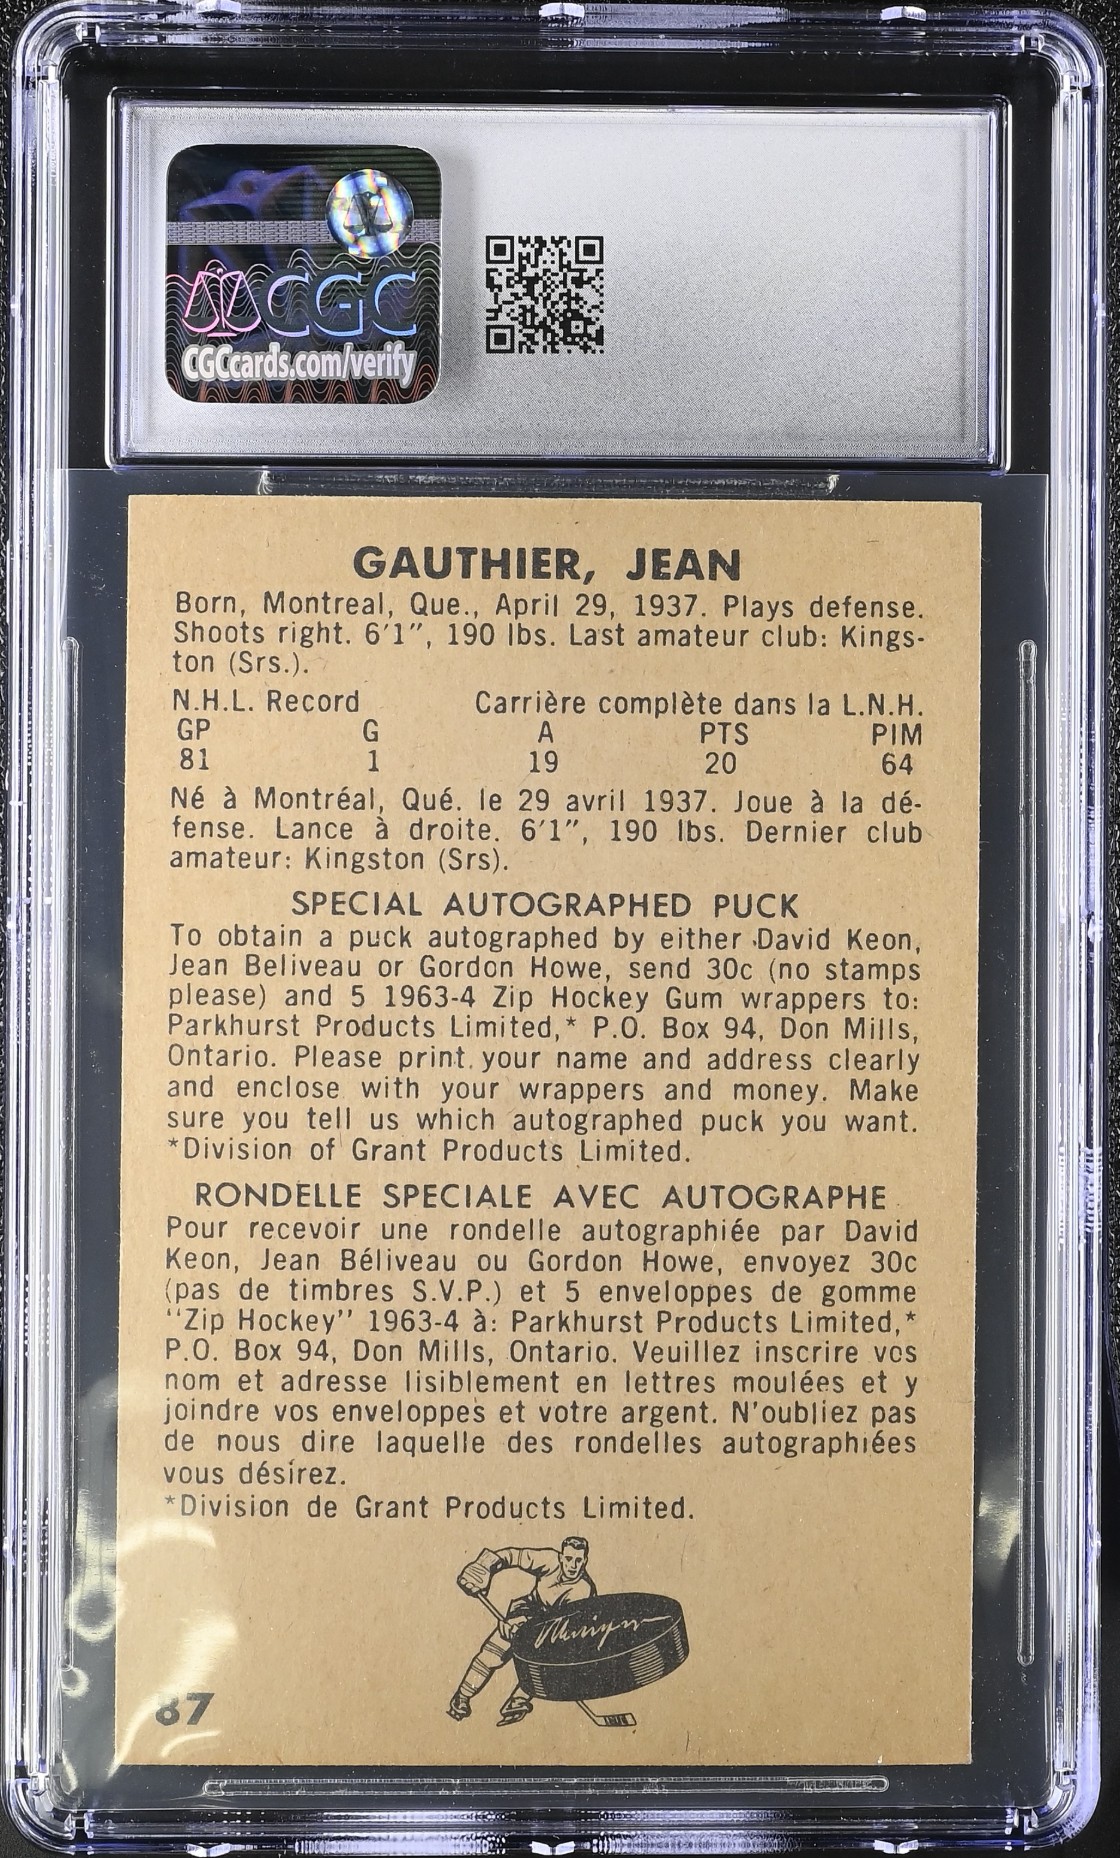 CGC
CGCcards.com/verify
GAUTHIER, JEAN
Born, Montreal, Que., April 29, 1937. Plays defense.
Shoots right. 6'1", 190 lbs. Last amateur club: Kings-
ton (Srs.).
N.H.L. Record Carrière complète dans la L.N.H.
GP G A PTS PIM
81 1 19 20 64
Né à Montréal, Qué. le 29 avril 1937. Joue à la dé-
fense. Lance à droite. 6'1", 190 lbs. Dernier club
amateur: Kingston (Srs).
SPECIAL AUTOGRAPHED PUCK
To obtain a puck autographed by either David Keon,
Jean Beliveau or Gordon Howe, send 30c (no stamps
please) and 5 1963-4 Zip Hockey Gum wrappers to:
Parkhurst Products Limited,* P.O. Box 94, Don Mills,
Ontario. Please print your name and address clearly
and enclose with your wrappers and money. Make
sure you tell us which autographed puck you want.
*Division of Grant Products Limited.
RONDELLE SPECIALE AVEC AUTOGRAPHE
Pour recevoir une rondelle autographiée par David
Keon, Jean Béliveau ou Gordon Howe, envoyez 30c
(pas de timbres S.V.P.) et 5 enveloppes de gomme
"Zip Hockey" 1963-4 à: Parkhurst Products Limited,*
P.O. Box 94, Don Mills, Ontario. Veuillez inscrire vos
nom et adresse lisiblement en lettres moulées et y
joindre vos enveloppes et votre argent. N'oubliez pas
de nous dire laquelle des rondelles autographiées
vous désirez.
*Division de Grant Products Limited.
87